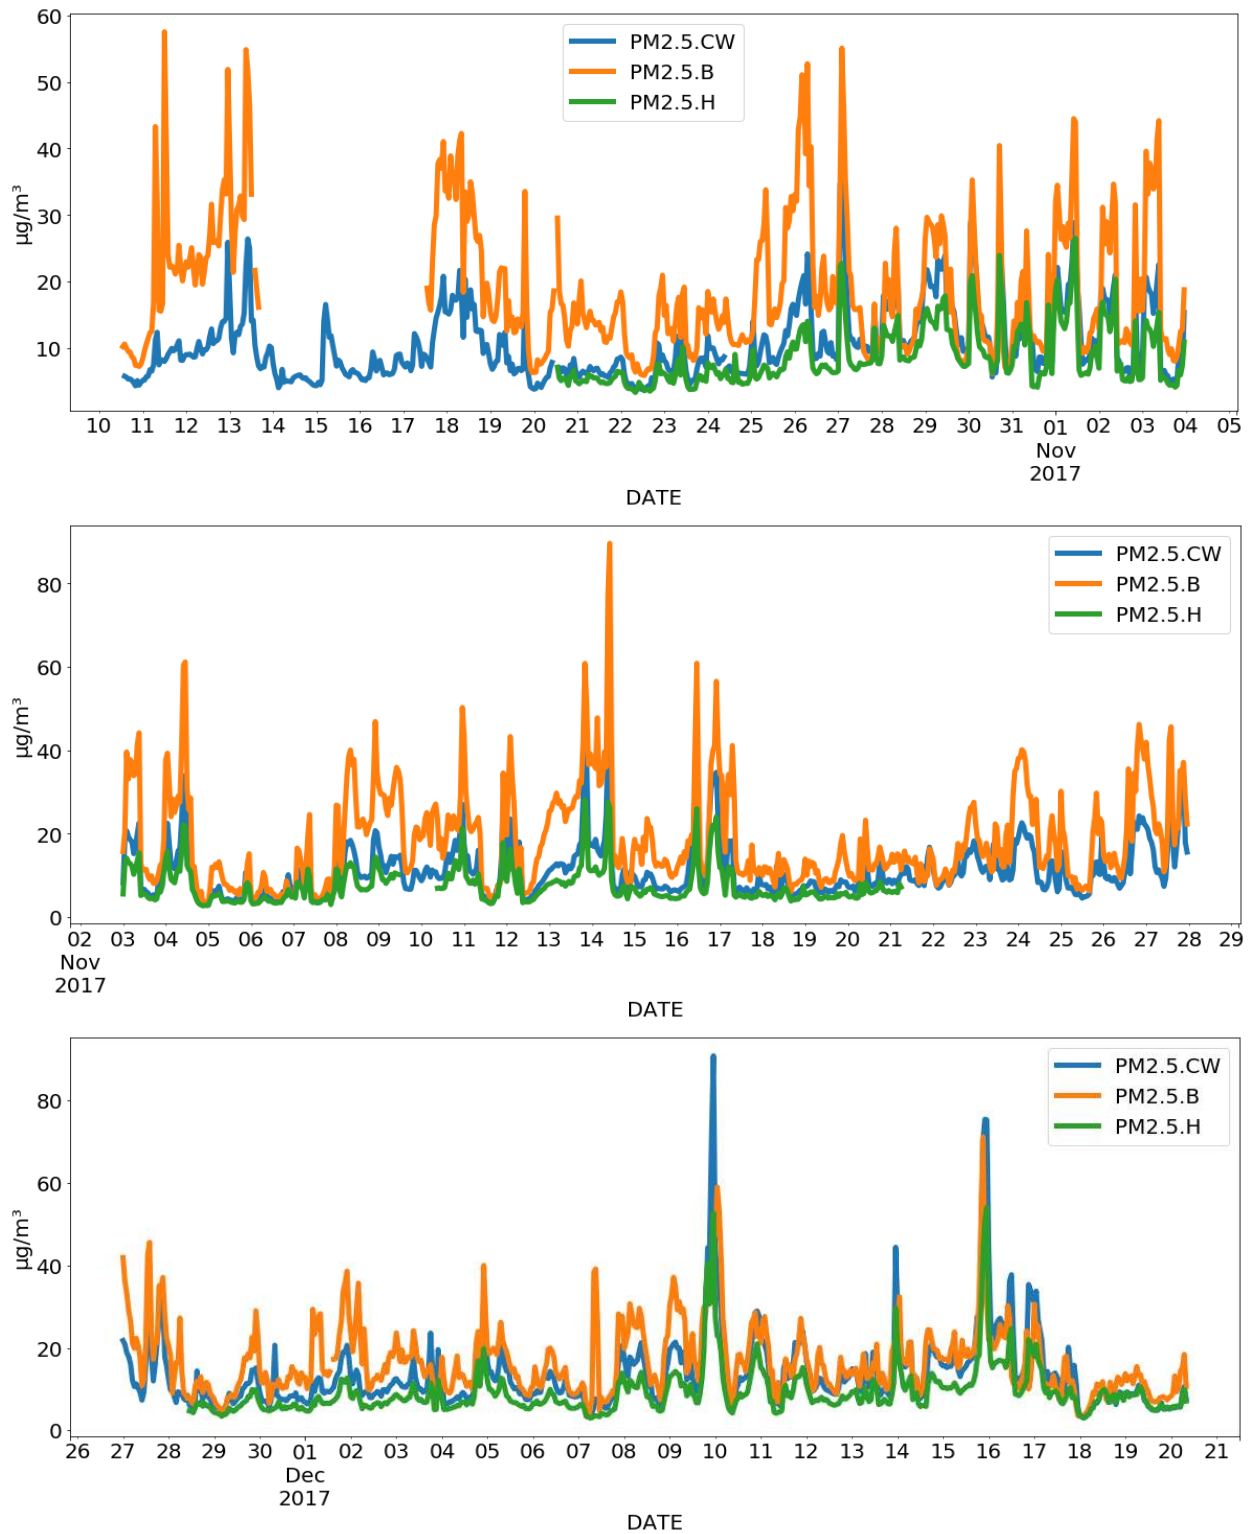 60
50
40
30
20
10
µg/m³
PM2.5.CW
PM2.5.B
PM2.5.H
10 11 12 13 14 15 16 17 18 19 20 21 22 23 24 25 26 27 28 29 30 31 01 02 03 04 05
Nov
2017
DATE
80
60
40
20
0
µg/m³
PM2.5.CW
PM2.5.B
PM2.5.H
02 03 04 05 06 07 08 09 10 11 12 13 14 15 16 17 18 19 20 21 22 23 24 25 26 27 28 29
Nov
2017
DATE
80
60
40
20
0
µg/m³
PM2.5.CW
PM2.5.B
PM2.5.H
26 27 28 29 30 01 02 03 04 05 06 07 08 09 10 11 12 13 14 15 16 17 18 19 20 21
Dec
2017
DATE